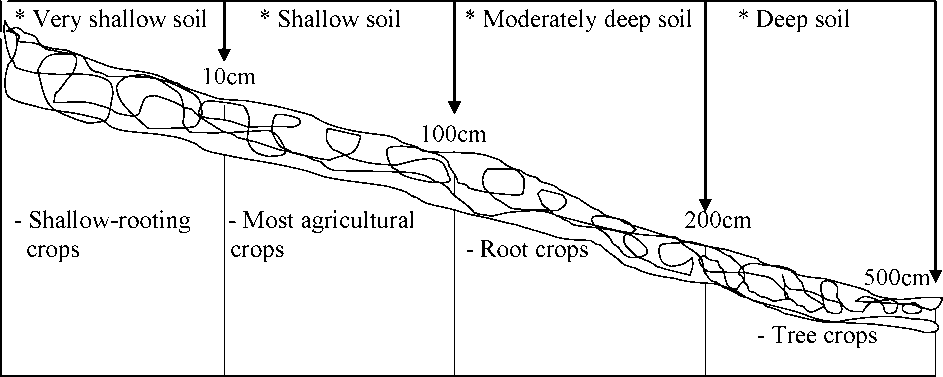 * Very shallow soil
* Shallow soil
* Moderately deep soil
* Deep soil
10cm
100cm
200cm
500cm
- Shallow-rooting
crops
- Most agricultural
crops
- Root crops
- Tree crops